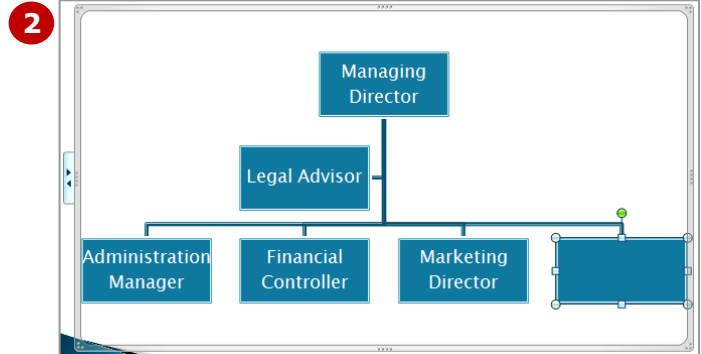 2
Managing
Director
Legal Advisor
Administration
Manager
Financial
Controller
Marketing
Director